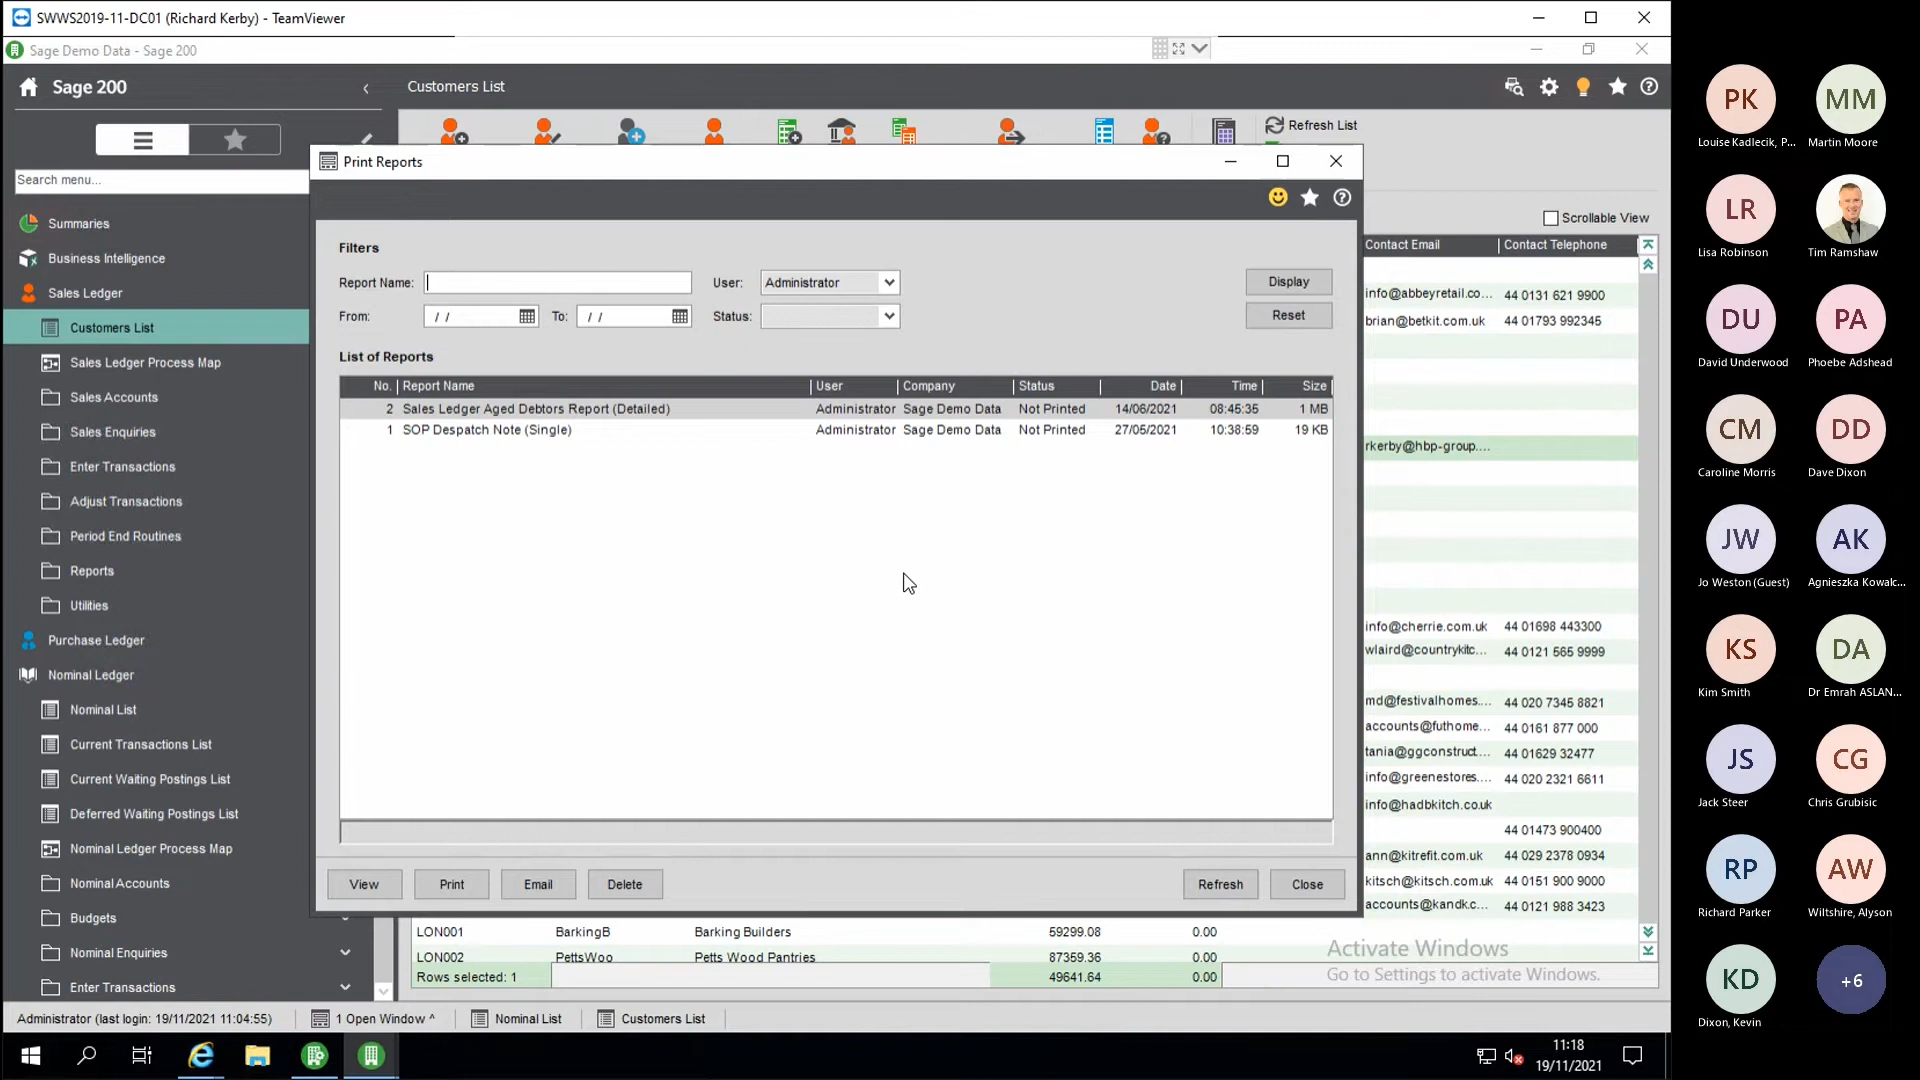 SWWS2019-11-DC01 (Richard Kerby) - TeamViewer
Sage Demo Data - Sage 200
Sage 200
Customers List
Refresh List
Print Reports
Search menu...
Scrollable View
Summaries
Business Intelligence
Sales Ledger
Customers List
Sales Ledger Process Map
Sales Accounts
Sales Enquiries
Enter Transactions
Adjust Transactions
Period End Routines
Reports
Utilities
Purchase Ledger
Nominal Ledger
Nominal List
Current Transactions List
Current Waiting Postings List
Deferred Waiting Postings List
Nominal Ledger Process Map
Nominal Accounts
Budgets
Nominal Enquiries
Enter Transactions
Filters
Report Name: User: Administrator Display
From: / / To: / / Status: Reset
List of Reports
No. Report Name User Company Status Date Time Size
2 Sales Ledger Aged Debtors Report (Detailed) Administrator Sage Demo Data Not Printed 14/06/2021 08:45:35 1 MB
1 SOP Despatch Note (Single) Administrator Sage Demo Data Not Printed 27/05/2021 10:38:59 19 KB
View Print Email Delete Refresh Close
Contact Email Contact Telephone
info@abbeyretail.co... 44 0131 621 9900
brian@betkit.com.uk 44 01793 992345
rkerby@hbp-group....
info@cherrie.com.uk 44 01698 443300
wlaird@countrykitc... 44 0121 565 9999
md@festivalhomes.... 44 020 7345 8821
accounts@futhome... 44 0161 877 000
tania@ggconstruct.... 44 01629 32477
info@greenestores.... 44 020 2321 6611
info@hadbkitch.co.uk
44 01473 900400
ann@kitrefit.com.uk 44 029 2378 0934
kitsch@kitsch.com.uk 44 0151 900 9000
accounts@kandk.c... 44 0121 988 3423
LON001 BarkingB Barking Builders 59299.08 0.00
LON002 PettsWoo Petts Wood Pantries 87359.36 0.00
Rows selected: 1 49641.64 0.00
Activate Windows
Go to Settings to activate Windows.
Administrator (last login: 19/11/2021 11:04:55) 1 Open Window ^ Nominal List Customers List
11:18
19/11/2021
PK MM
Louise Kadlecik, P... Martin Moore
LR
Lisa Robinson Tim Ramshaw
DU PA
David Underwood Phoebe Adshead
CM DD
Caroline Morris Dave Dixon
JW AK
Jo Weston (Guest) Agnieszka Kowalc...
KS DA
Kim Smith Dr Emrah ASLAN...
JS CG
Jack Steer Chris Grubisic
RP AW
Richard Parker Wiltshire, Alyson
KD +6
Dixon, Kevin